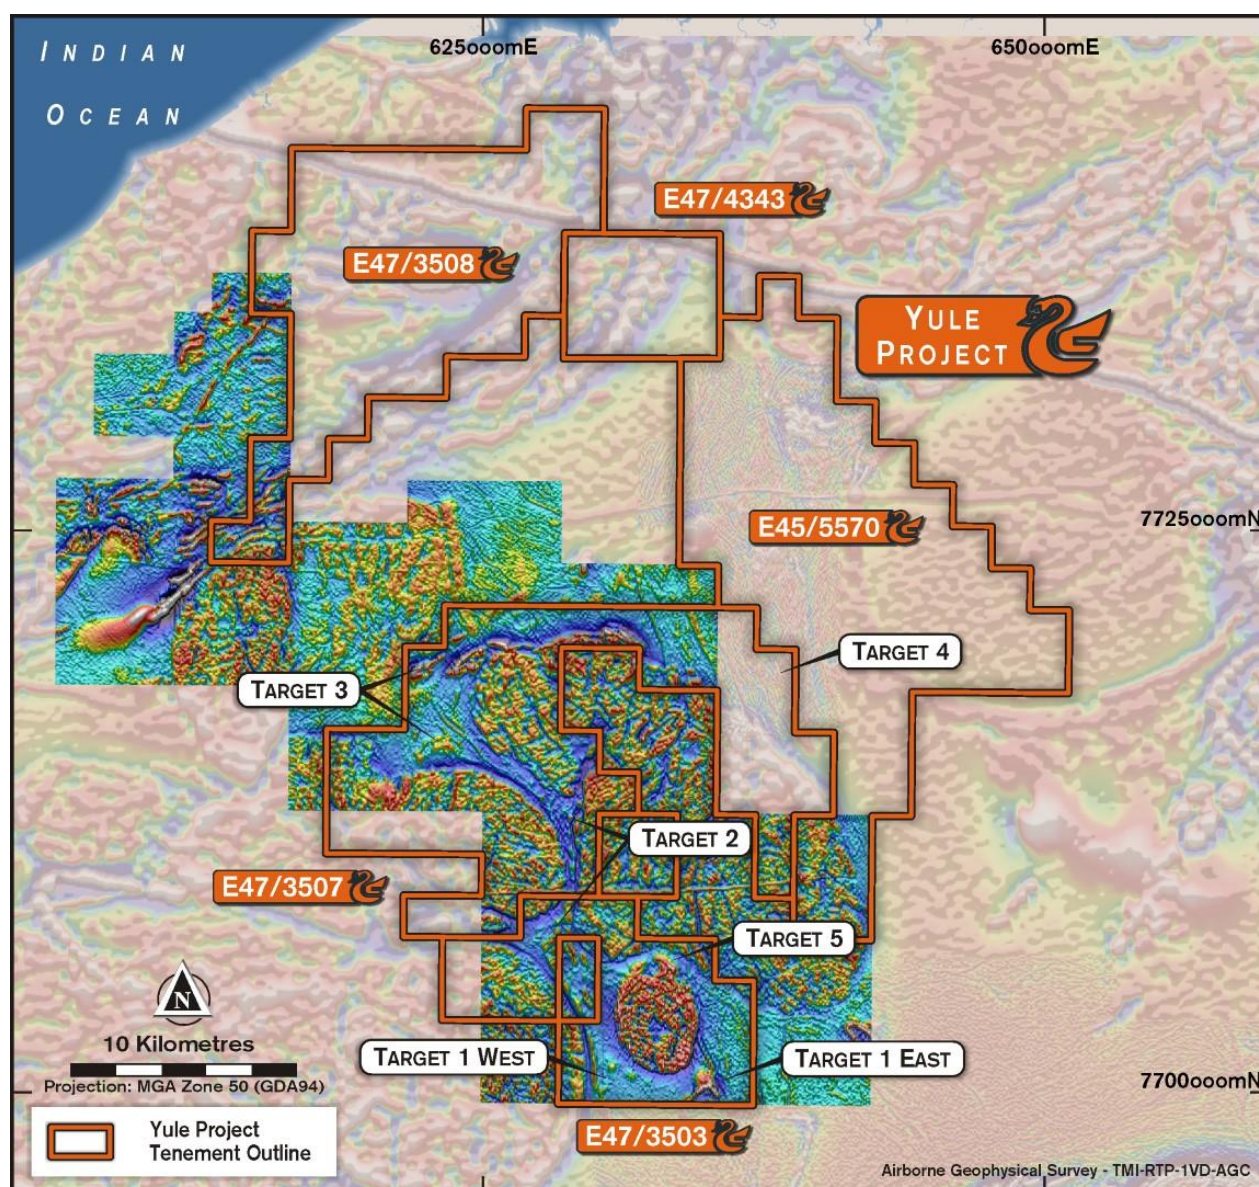 INDIAN
OCEAN
625000mE
650000mE
E47/4343
E47/3508
YULE
PROJECT
7725000mN
E45/5570
TARGET 4
TARGET 3
TARGET 2
E47/3507
TARGET 5
N
10 Kilometres
TARGET 1 WEST
TARGET 1 EAST
Projection: MGA Zone 50 (GDA94)
7700000mN
Yule Project
Tenement Outline
E47/3503
Airborne Geophysical Survey - TMI-RTP-1VD-AGC